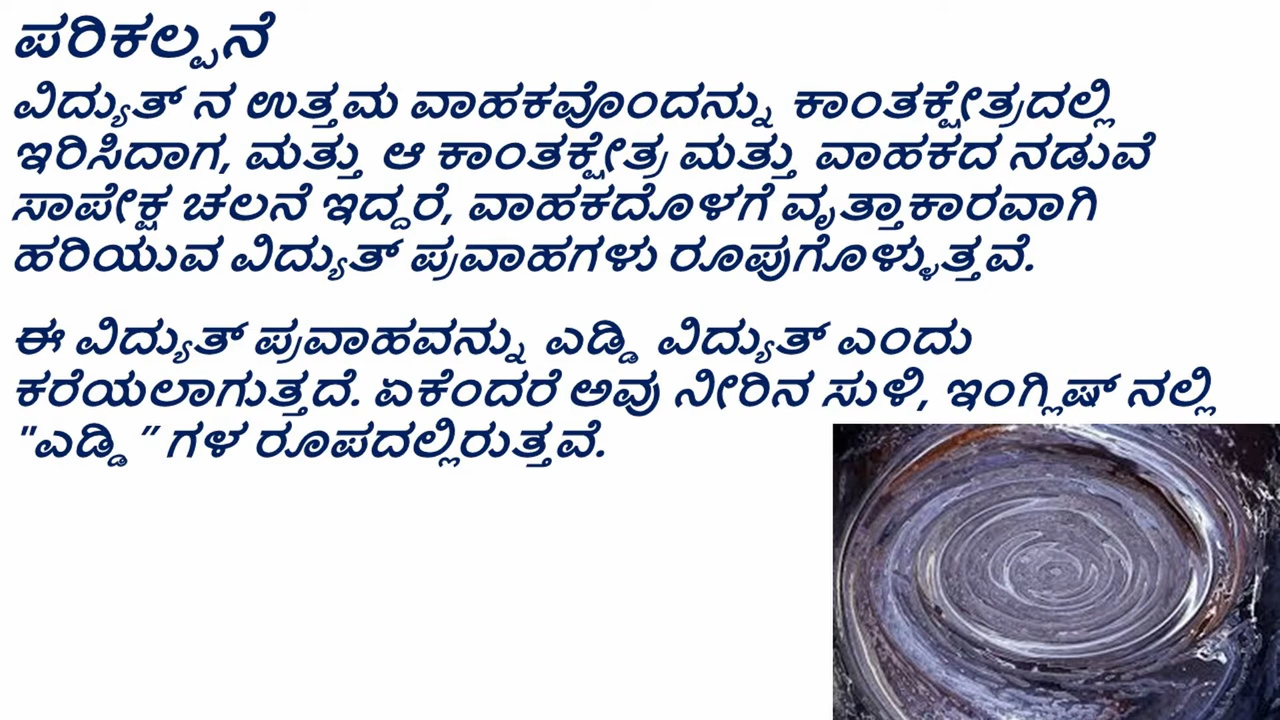 ಪರಿಕಲ್ಪನೆ
ವಿದ್ಯುತ್ ನ ಉತ್ತಮ ವಾಹಕವೊಂದನ್ನು ಕಾಂತಕ್ಷೇತ್ರದಲ್ಲಿ
ಇರಿಸಿದಾಗ, ಮತ್ತು ಆ ಕಾಂತಕ್ಷೇತ್ರ ಮತ್ತು ವಾಹಕದ ನಡುವೆ
ಸಾಪೇಕ್ಷ ಚಲನೆ ಇದ್ದರೆ, ವಾಹಕದೊಳಗೆ ವೃತ್ತಾಕಾರವಾಗಿ
ಹರಿಯುವ ವಿದ್ಯುತ್ ಪ್ರವಾಹಗಳು ರೂಪುಗೊಳ್ಳುತ್ತವೆ.
ಈ ವಿದ್ಯುತ್ ಪ್ರವಾಹವನ್ನು ಎಡ್ಡಿ ವಿದ್ಯುತ್ ಎಂದು
ಕರೆಯಲಾಗುತ್ತದೆ. ಏಕೆಂದರೆ ಅವು ನೀರಿನ ಸುಳಿ, ಇಂಗ್ಲಿಷ್ ನಲ್ಲಿ
"ಎಡ್ಡಿ ” ಗಳ ರೂಪದಲ್ಲಿರುತ್ತವೆ.